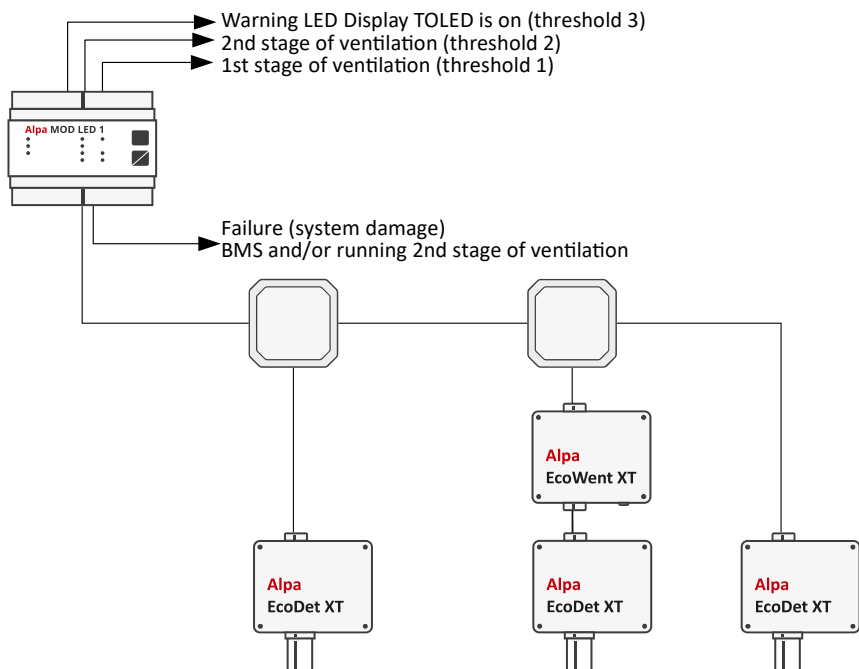 Warning LED Display TOLED is on (threshold 3)
2nd stage of ventilation (threshold 2)
1st stage of ventilation (threshold 1)
Alpa MOD LED 1
Failure (system damage)
BMS and/or running 2nd stage of ventilation
Alpa
EcoWent XT
Alpa
EcoDet XT
Alpa
EcoDet XT
Alpa
EcoDet XT